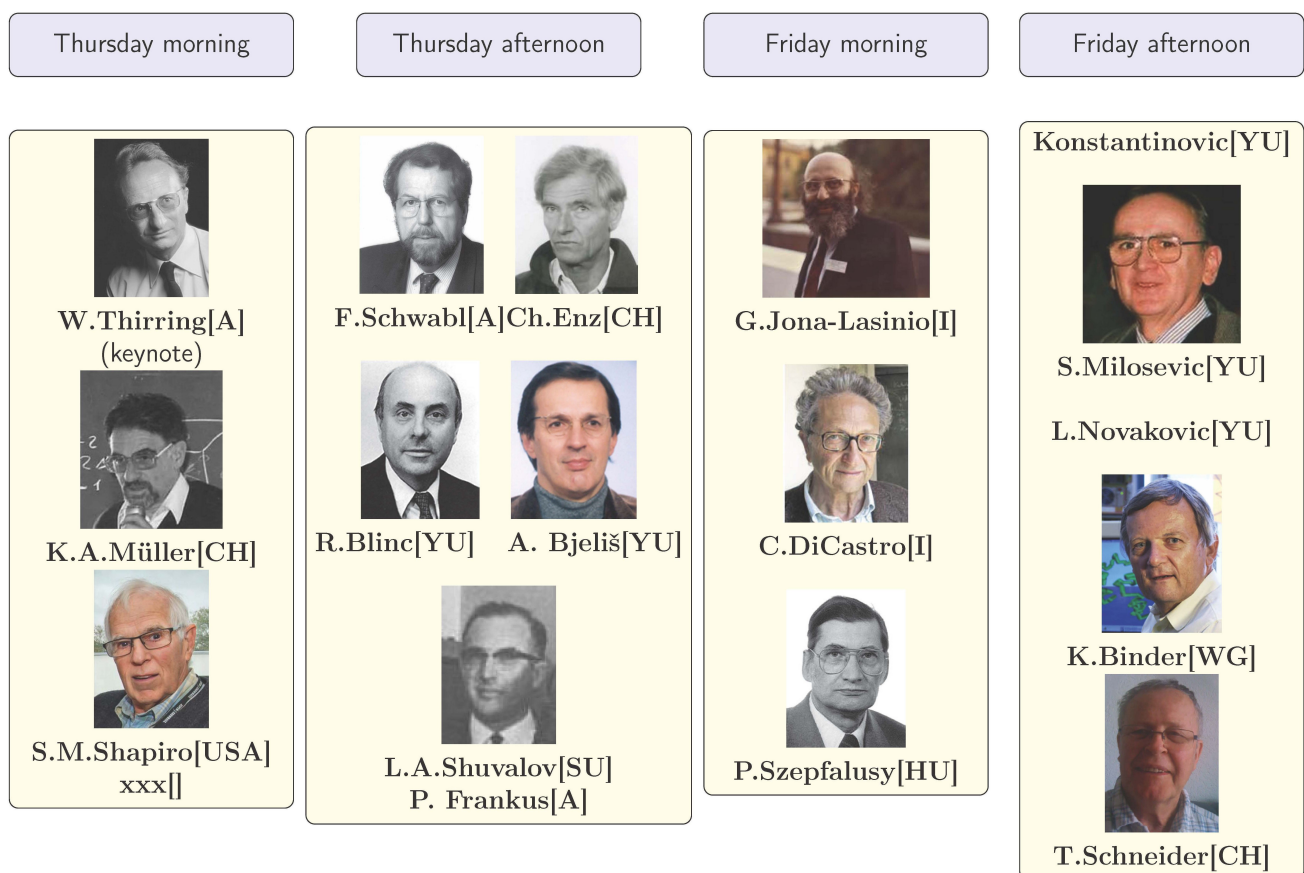 Thursday morning
Thursday afternoon
Friday morning
Friday afternoon
W.Thirring[A]
(keynote)
K.A.Müller[CH]
S.M.Shapiro[USA]
xxx[]
F.Schwabl[A]Ch.Enz[CH]
R.Blinc[YU] A. Bjeliš[YU]
L.A.Shuvalov[SU]
P. Frankus[A]
G.Jona-Lasinio[I]
C.DiCastro[I]
P.Szepfalusy[HU]
Konstantinovic[YU]
S.Milosevic[YU]
L.Novakovic[YU]
K.Binder[WG]
T.Schneider[CH]